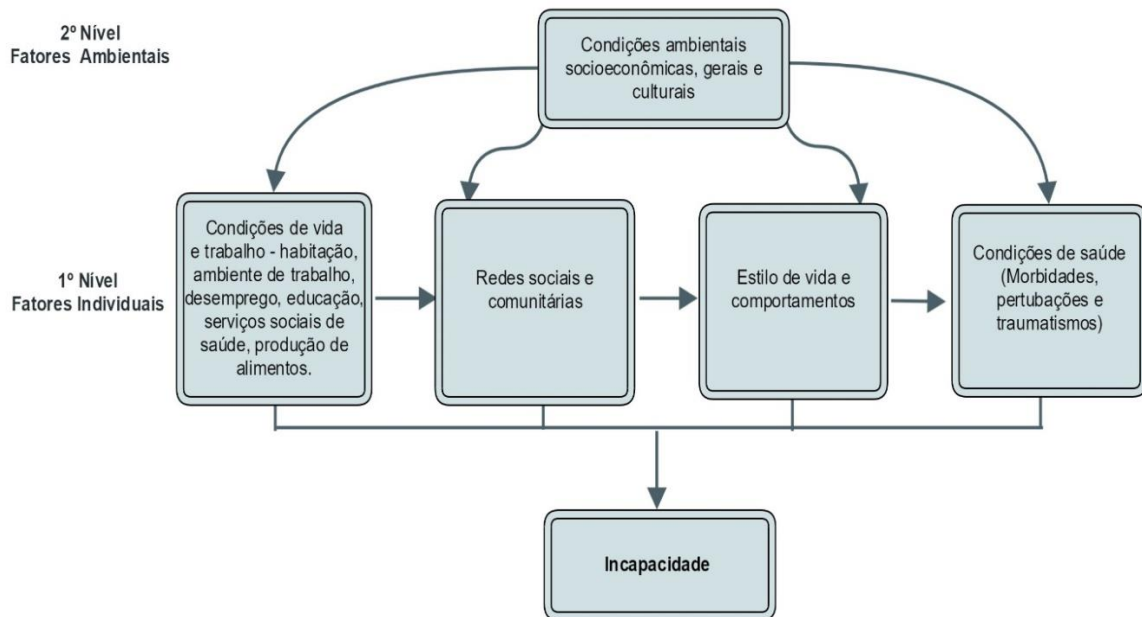 2º Nível
Fatores Ambientais
Condições ambientais
socioeconômicas, gerais e
culturais
1º Nível
Fatores Individuais
Condições de vida
e trabalho - habitação,
ambiente de trabalho,
desemprego, educação,
serviços sociais de
saúde, produção de
alimentos.
Redes sociais e
comunitárias
Estilo de vida e
comportamentos
Condições de saúde
(Morbidades,
pertubações e
traumatismos)
Incapacidade